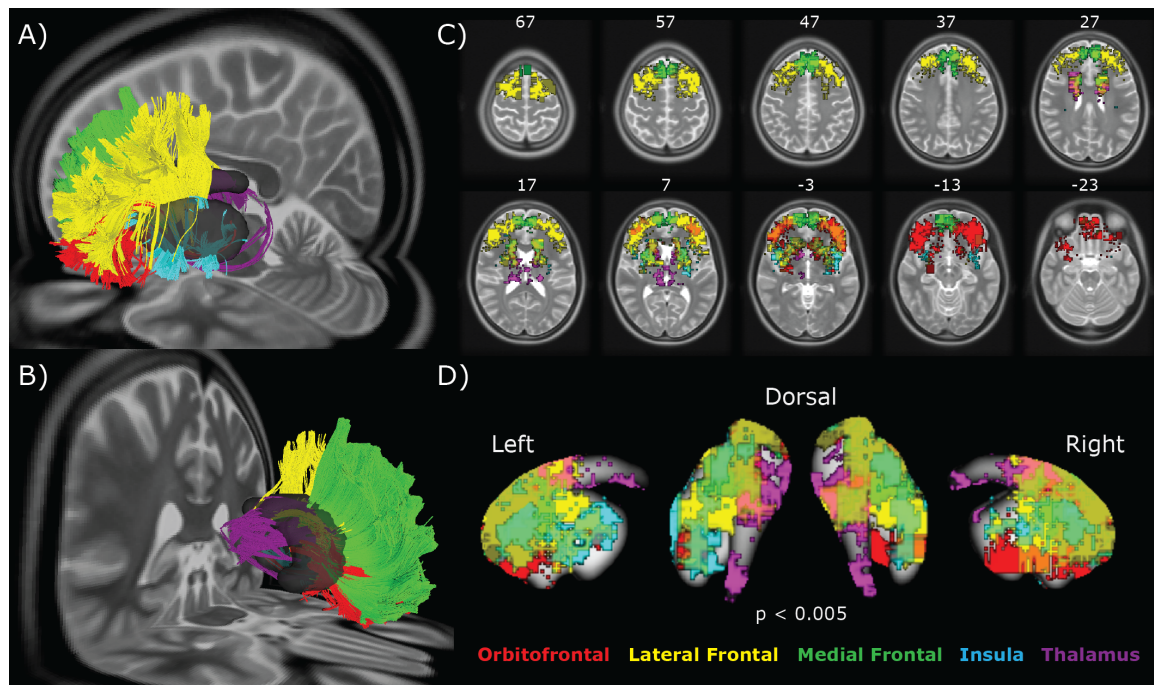 A)
C)
67 57 47 37 27
17 7 -3 -13 -23
B)
D)
Dorsal
Left Right
p < 0.005
Orbitofrontal Lateral Frontal Medial Frontal Insula Thalamus